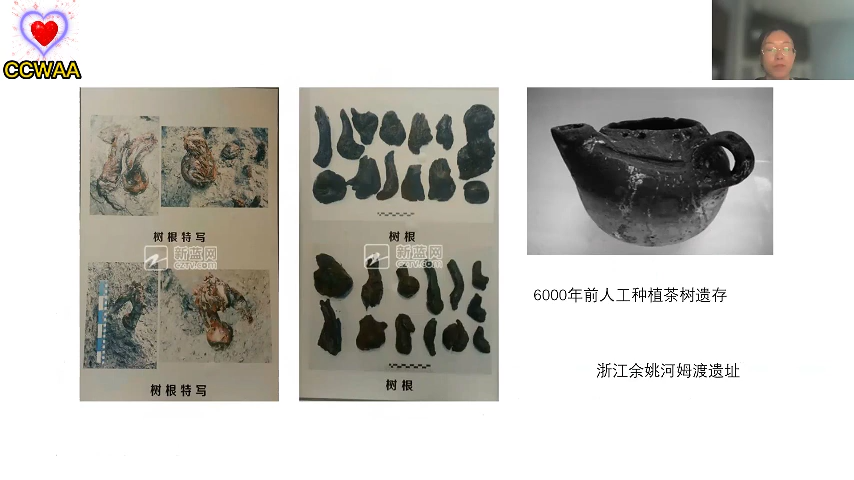 CCWAA
树根特写
新蓝网
cztv.com
树根特写
树根
新蓝网
cztv.com
树根
6000年前人工种植茶树遗存
浙江余姚河姆渡遗址